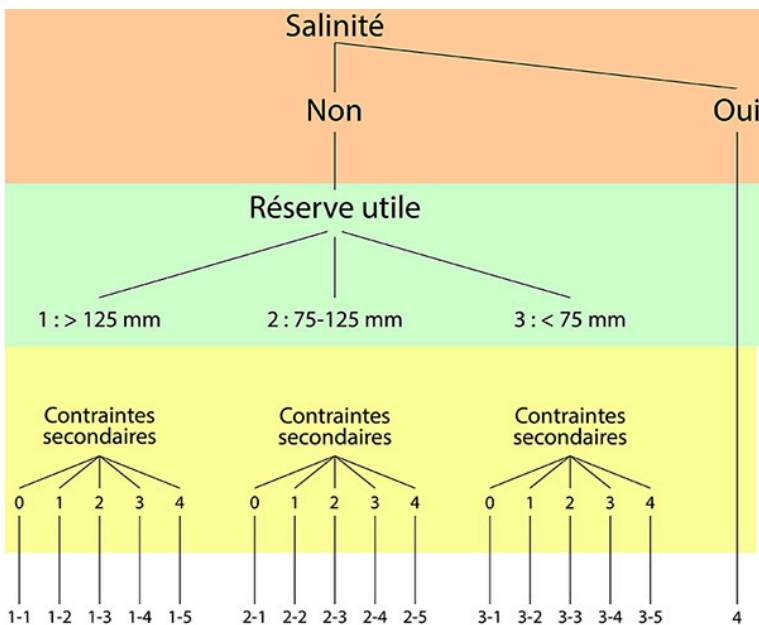 Salinité
Non Oui
Réserve utile
1 : > 125 mm 2 : 75-125 mm 3 : < 75 mm
Contraintes secondaires Contraintes secondaires Contraintes secondaires
0 1 2 3 4 0 1 2 3 4 0 1 2 3 4
1-1 1-2 1-3 1-4 1-5 2-1 2-2 2-3 2-4 2-5 3-1 3-2 3-3 3-4 3-5 4